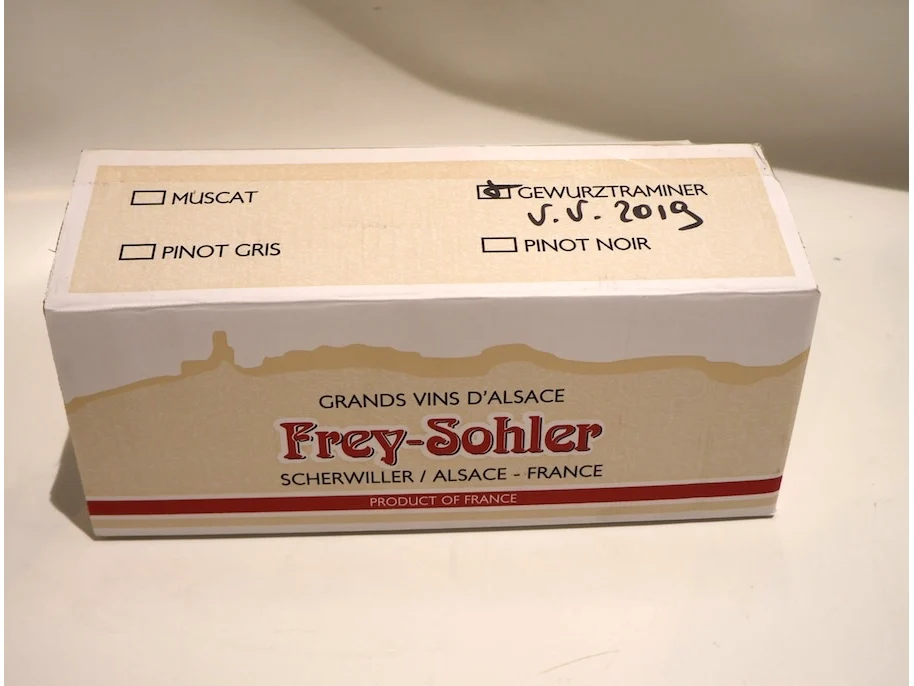 MUSCAT
GEWURZTRAMINER
V.V. 2019
PINOT GRIS
PINOT NOIR
GRANDS VINS D'ALSACE
Frey-Sohler
SCHERWILLER / ALSACE - FRANCE
PRODUCT OF FRANCE